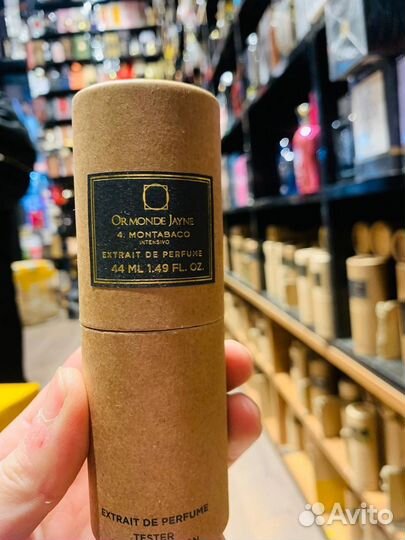 ORMONDE JAYNE
4. MONTABACO
INTENSIVO
EXTRAIT DE PERFUME
44 ML 1.49 FL. OZ.
EXTRAIT DE PERFUME
TESTER
Avito